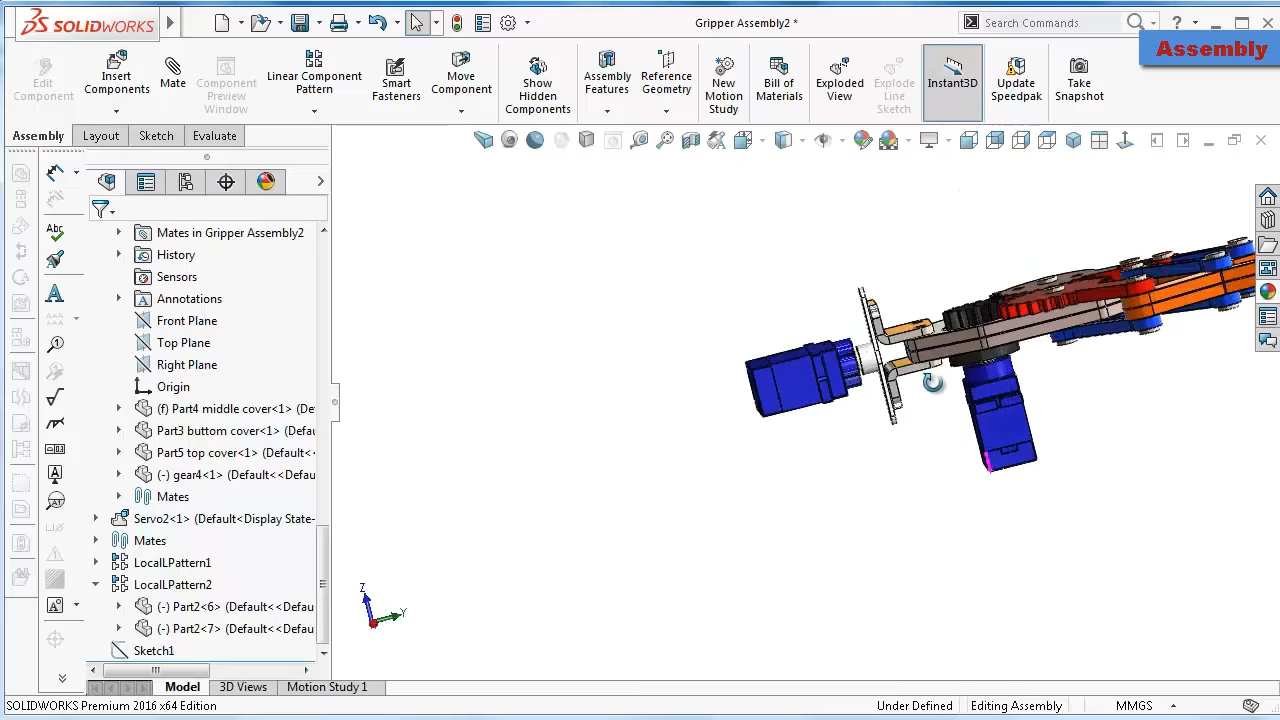 SOLIDWORKS
GripperAssembly2 *
Search Commands
?
Assembly
Edit
Component
Insert
Components
Mate
Component
Preview
Window
Linear Component
Pattern
Smart
Fasteners
Move
Component
Show
Hidden
Components
Assembly
Features
Reference
Geometry
New
Motion
Study
Bill of
Materials
Exploded
View
Explode
Line
Sketch
Instant3D
Update
Speedpak
Take
Snapshot
Assembly Layout Sketch Evaluate
Mates in Gripper Assembly2
History
Sensors
Annotations
Front Plane
Top Plane
Right Plane
Origin
(f) Part4 middle cover<1> (De
Part3 buttom cover<1> (Defau
Part5 top cover<1> (Default<<
(-) gear4<1> (Default<<Defau
Mates
Servo2<1> (Default<Display State-
Mates
LocalLPattern1
LocalLPattern2
(-) Part2<6> (Default<<Defau
(-) Part2<7> (Default<<Defau
Sketch1
Abc
A
Z
Y
Model 3D Views Motion Study 1
SOLIDWORKS Premium 2016 x64 Edition
Under Defined Editing Assembly MMGS